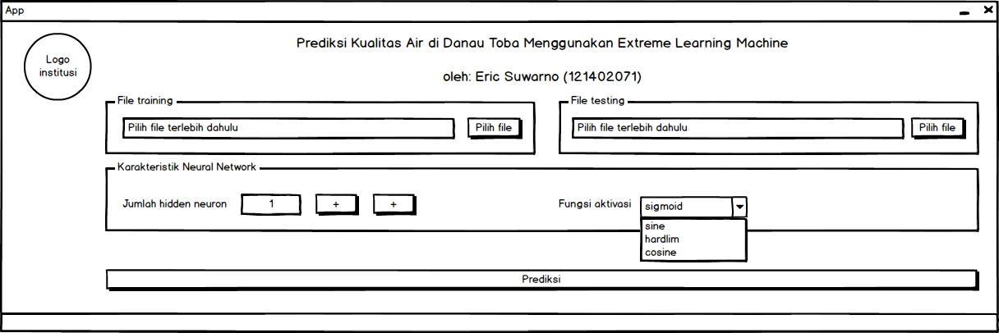 App
Logo
institusi
Prediksi Kualitas Air di Danau Toba Menggunakan Extreme Learning Machine
oleh: Eric Suwarno (121402071)
File training
Pilih file terlebih dahulu
Pilih file
File testing
Pilih file terlebih dahulu
Pilih file
Karakteristik Neural Network
Jumlah hidden neuron
1
+
+
Fungsi aktivasi
sigmoid
sine
hardlim
cosine
Prediksi